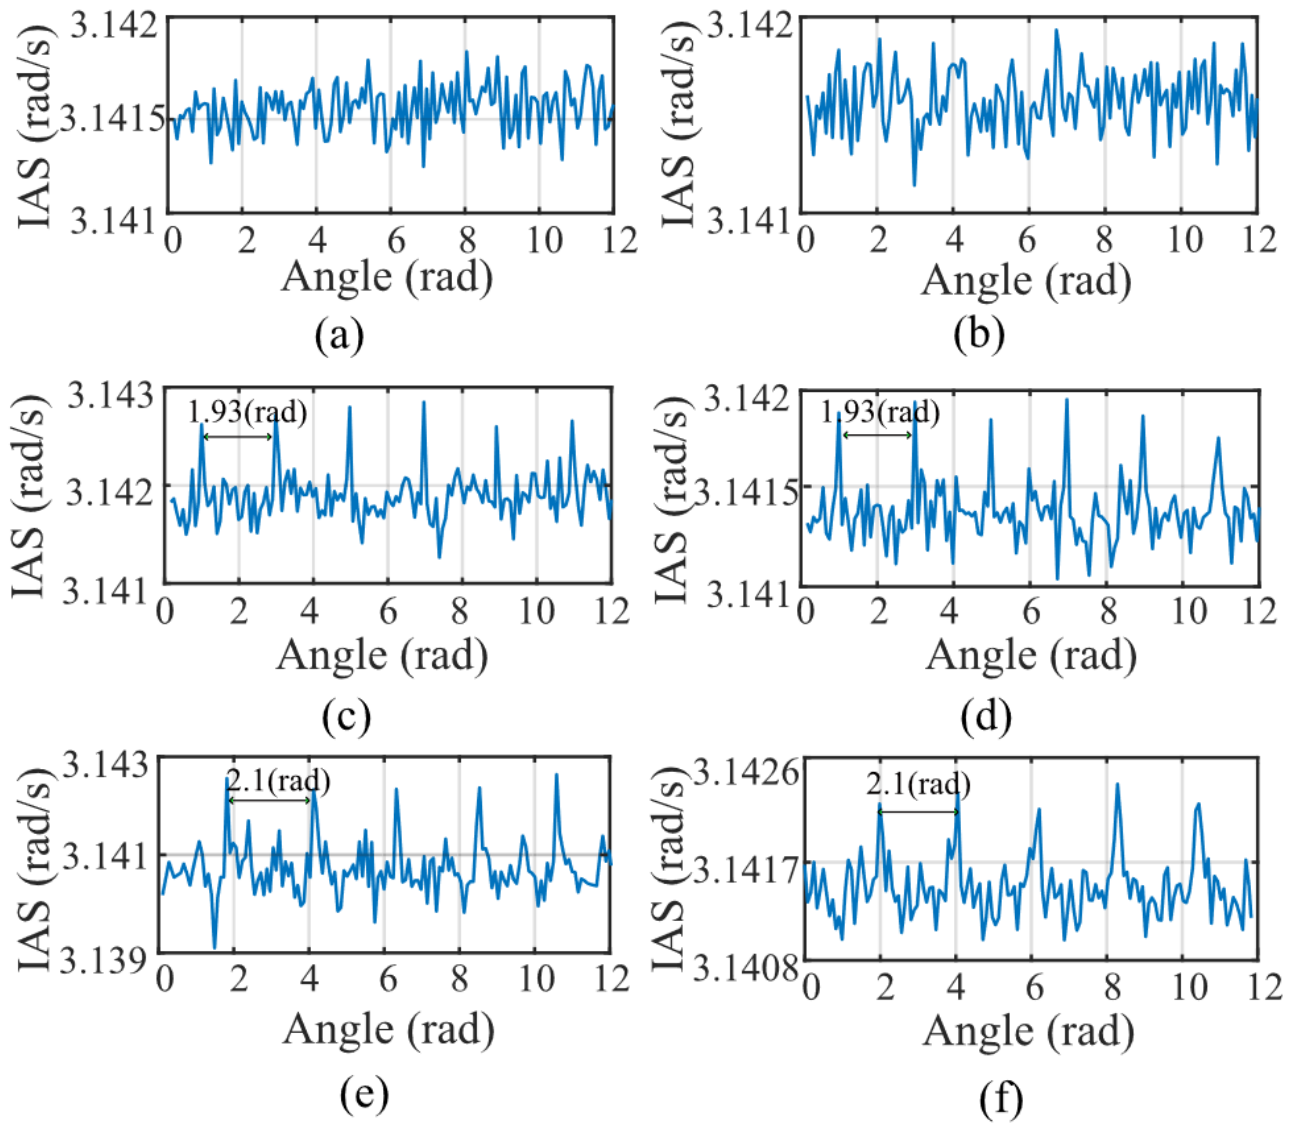 3.142
3.1415
3.141
IAS (rad/s)
0 2 4 6 8 10 12
Angle (rad)
(a)
3.142
3.1415
3.141
IAS (rad/s)
0 2 4 6 8 10 12
Angle (rad)
(b)
3.143
3.142
3.141
IAS (rad/s)
1.93(rad)
0 2 4 6 8 10 12
Angle (rad)
(c)
3.142
3.1415
3.141
IAS (rad/s)
1.93(rad)
0 2 4 6 8 10 12
Angle (rad)
(d)
3.143
3.141
3.139
IAS (rad/s)
2.1(rad)
0 2 4 6 8 10 12
Angle (rad)
(e)
3.1426
3.1417
3.1408
IAS (rad/s)
2.1(rad)
0 2 4 6 8 10 12
Angle (rad)
(f)